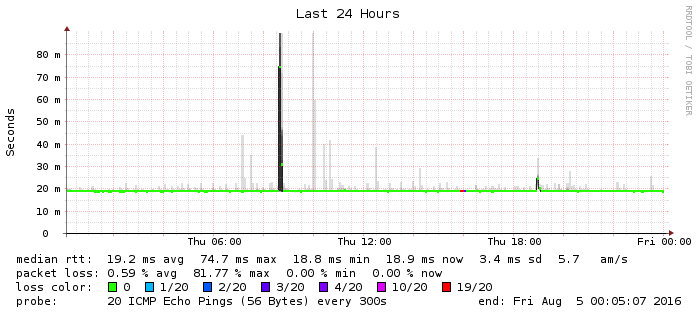 Last 24 Hours
RRDTOOL / TOBI OETIKER
Seconds
80 m
70 m
60 m
50 m
40 m
30 m
20 m
10 m
0
Thu 06:00 Thu 12:00 Thu 18:00 Fri 00:00
median rtt: 19.2 ms avg 74.7 ms max 18.8 ms min 18.9 ms now 3.4 ms sd 5.7 am/s
packet loss: 0.59 % avg 81.77 % max 0.00 % min 0.00 % now
loss color: 0 1/20 2/20 3/20 4/20 10/20 19/20
probe: 20 ICMP Echo Pings (56 Bytes) every 300s end: Fri Aug 5 00:05:07 2016